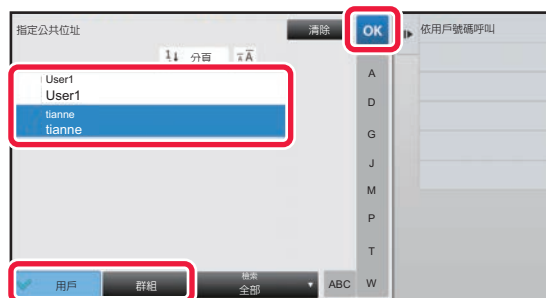 指定公共位址
清除
OK
依用戶號碼呼叫
分頁
User1
User1
tianne
tianne
A
D
G
J
M
P
T
W
用戶
群組
檢索
全部
ABC